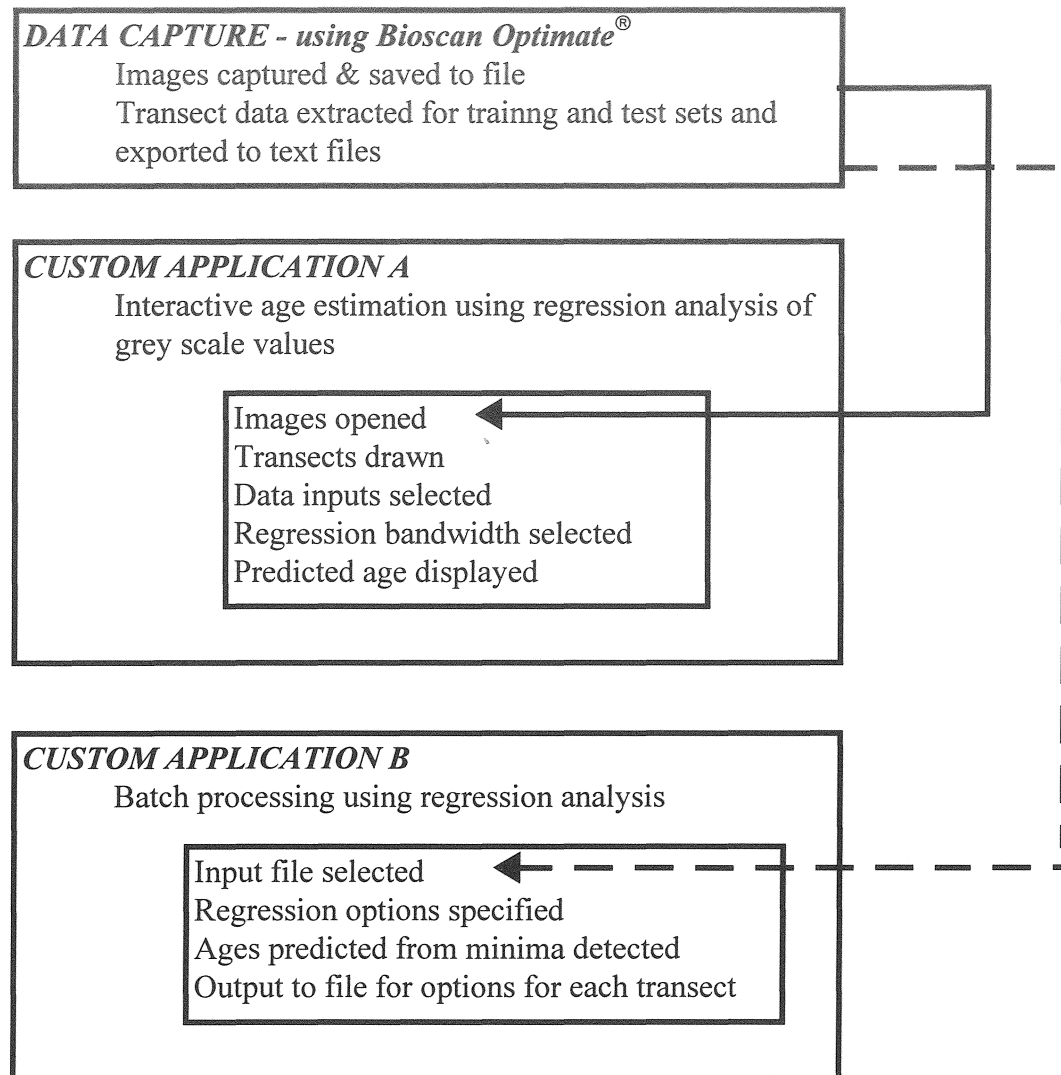 DATA CAPTURE - using Bioscan Optimate®
Images captured & saved to file
Transect data extracted for trainng and test sets and
exported to text files
CUSTOM APPLICATION A
Interactive age estimation using regression analysis of
grey scale values
Images opened
Transects drawn
Data inputs selected
Regression bandwidth selected
Predicted age displayed
CUSTOM APPLICATION B
Batch processing using regression analysis
Input file selected
Regression options specified
Ages predicted from minima detected
Output to file for options for each transect